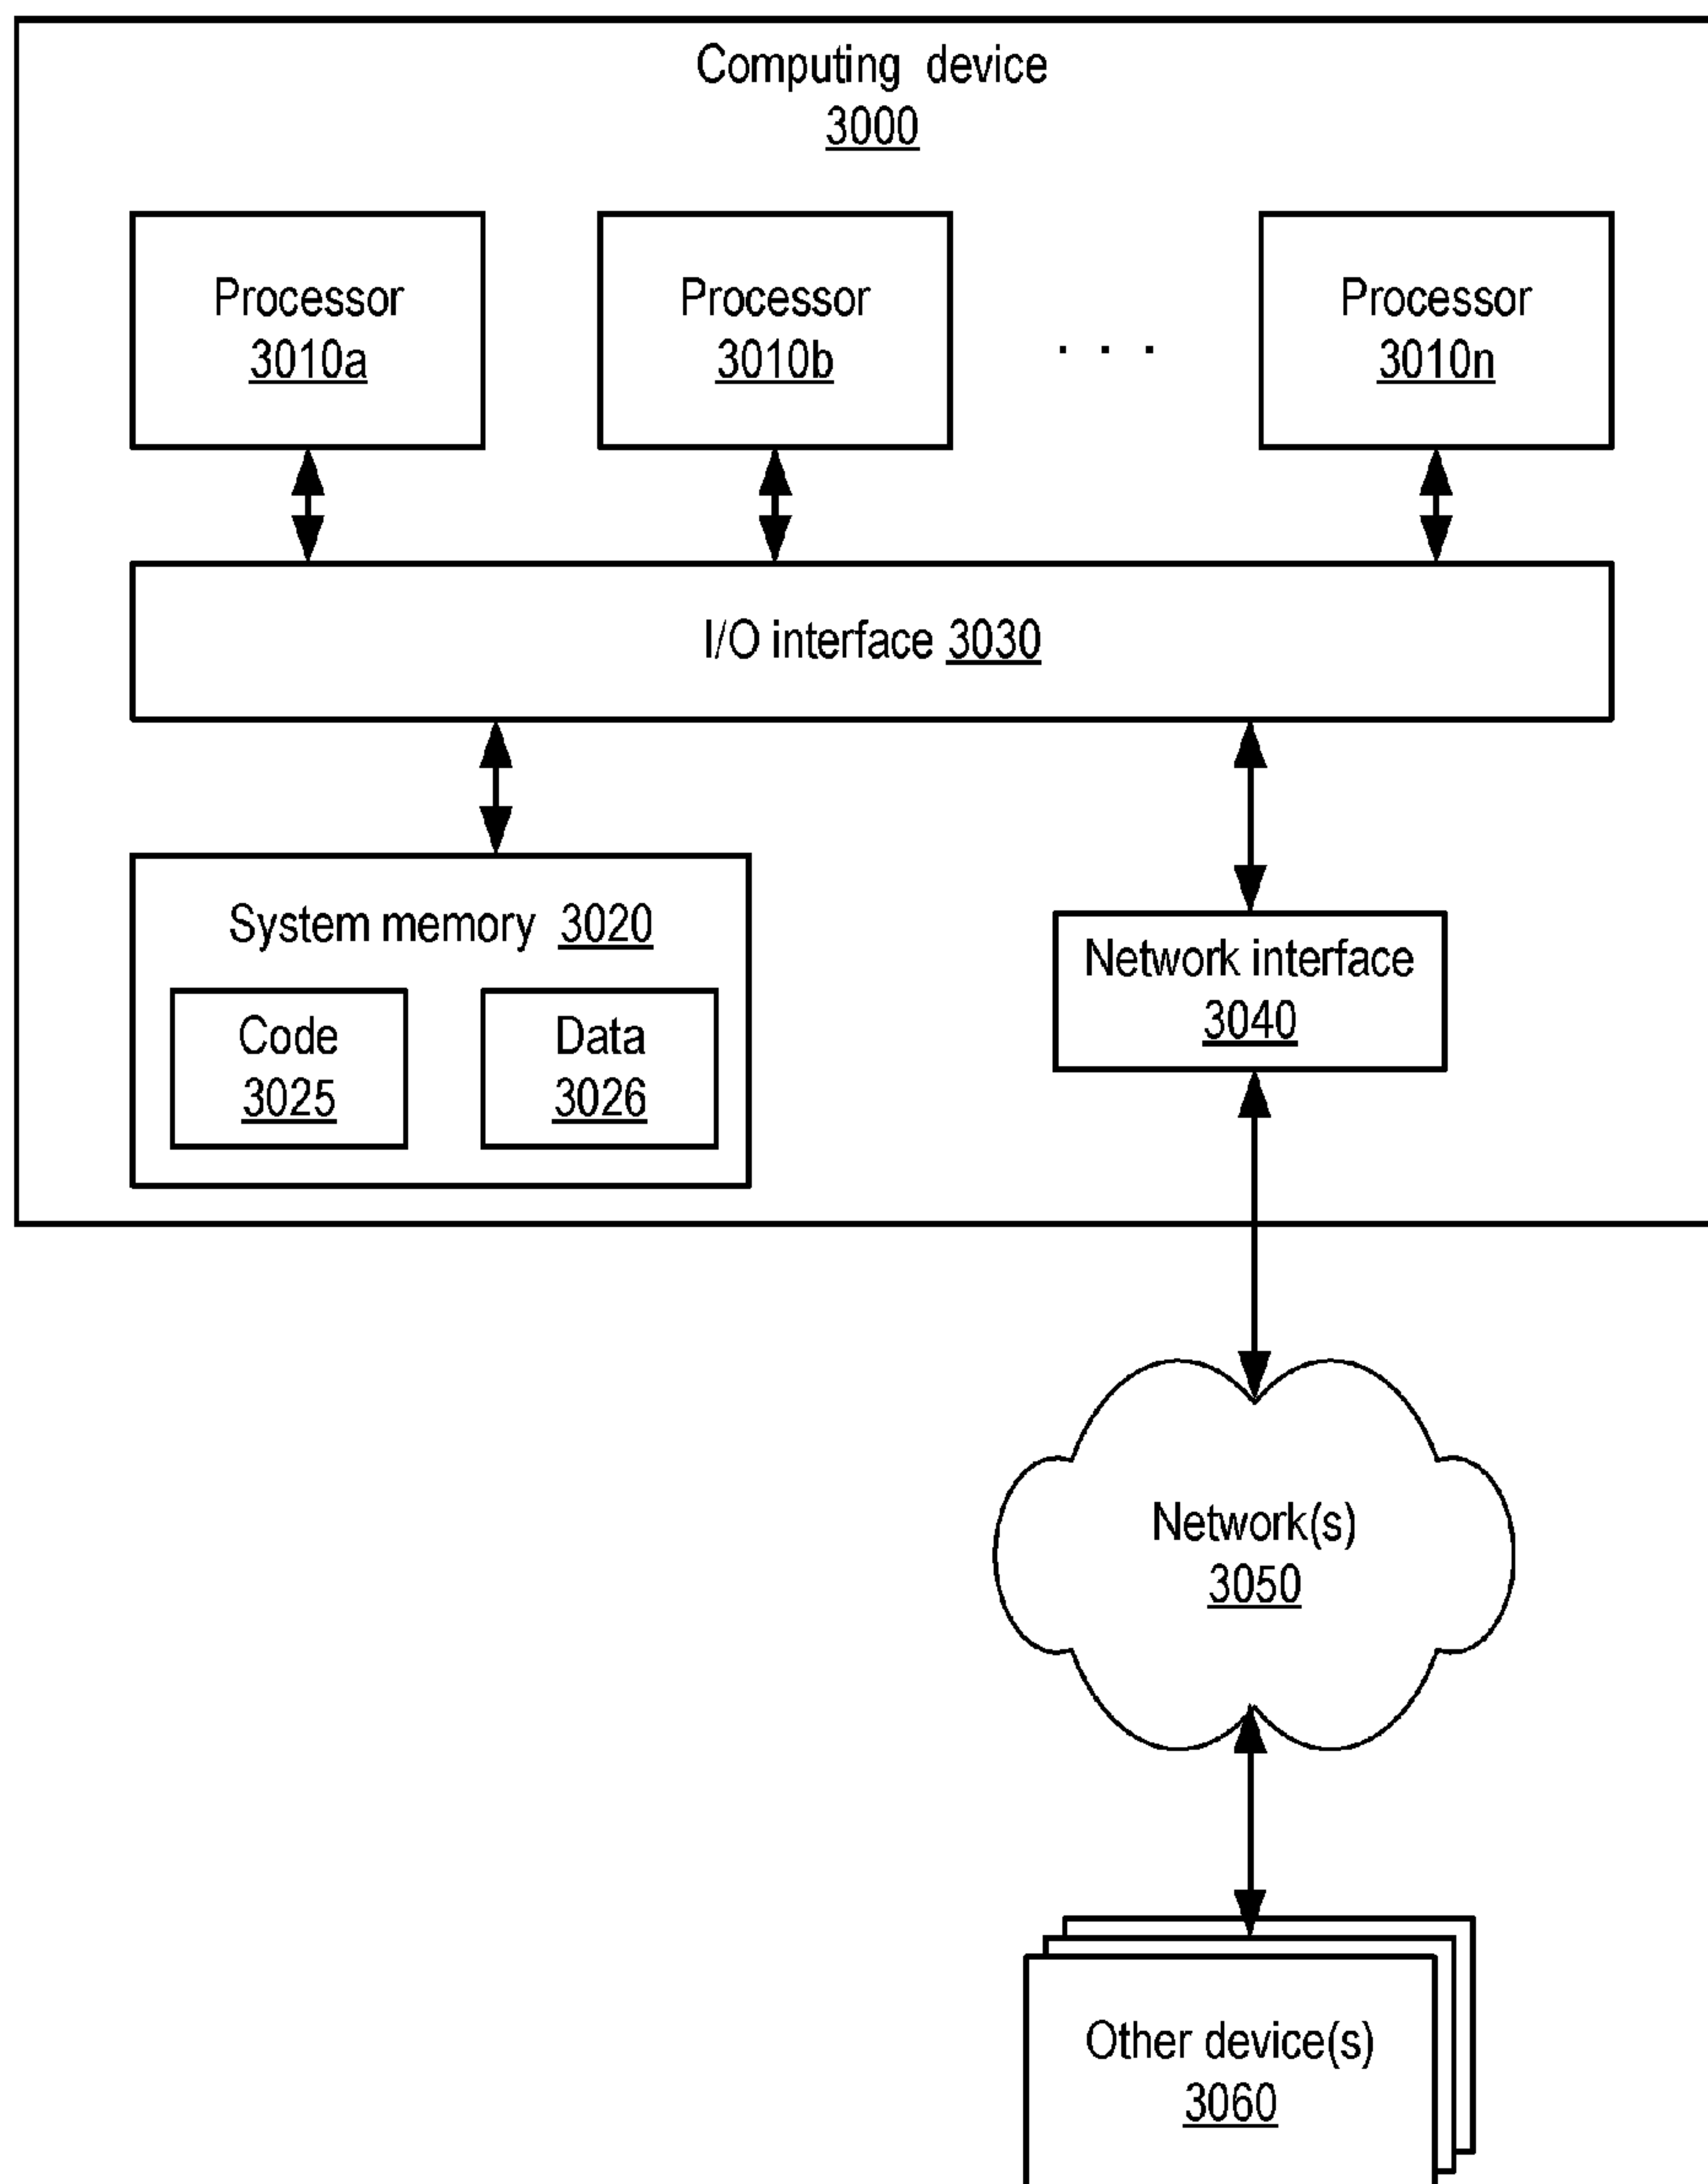 Computing device
3000
Processor
3010a
Processor
3010b
. . .
Processor
3010n
I/O interface 3030
System memory 3020
Code
3025
Data
3026
Network interface
3040
Network(s)
3050
Other device(s)
3060